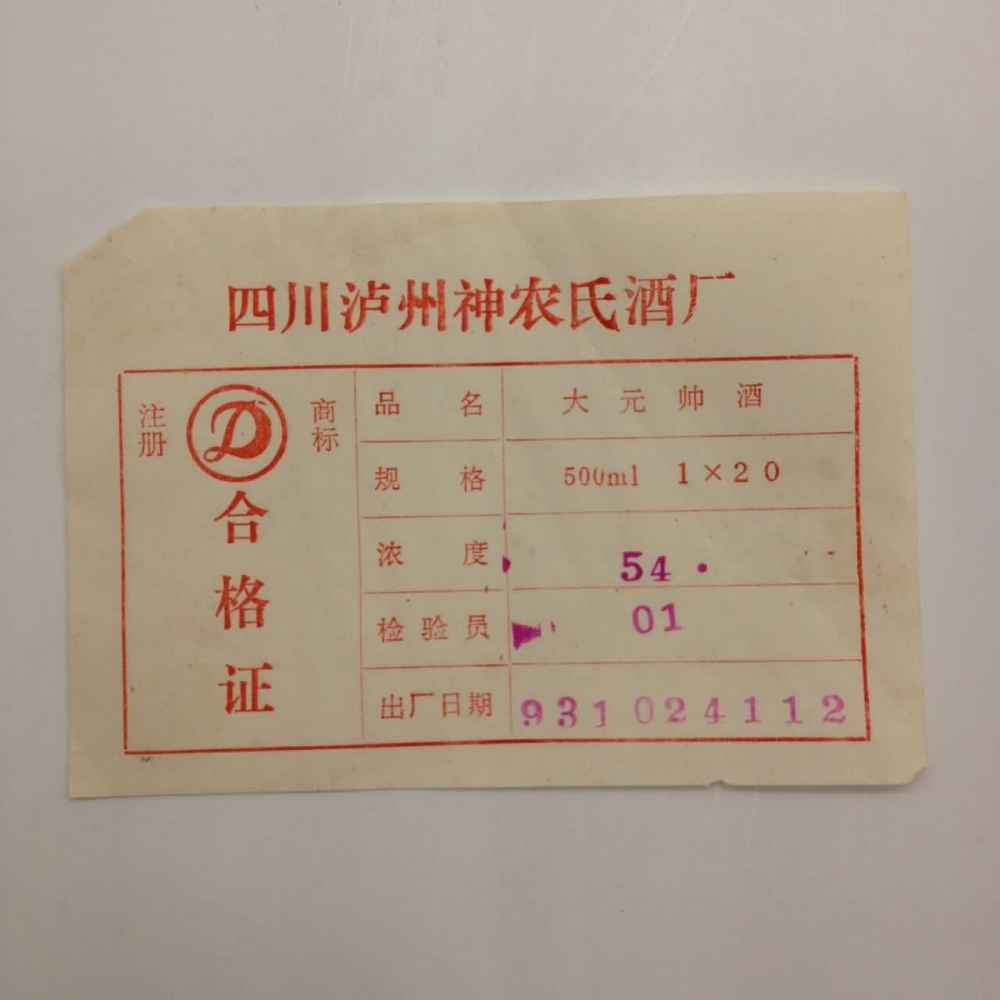 四川泸州神农氏酒厂
注册 D 商标
合格证
品名 大元帅酒
规格 500ml 1×20
浓度 54·
检验员 01
出厂日期 931024112